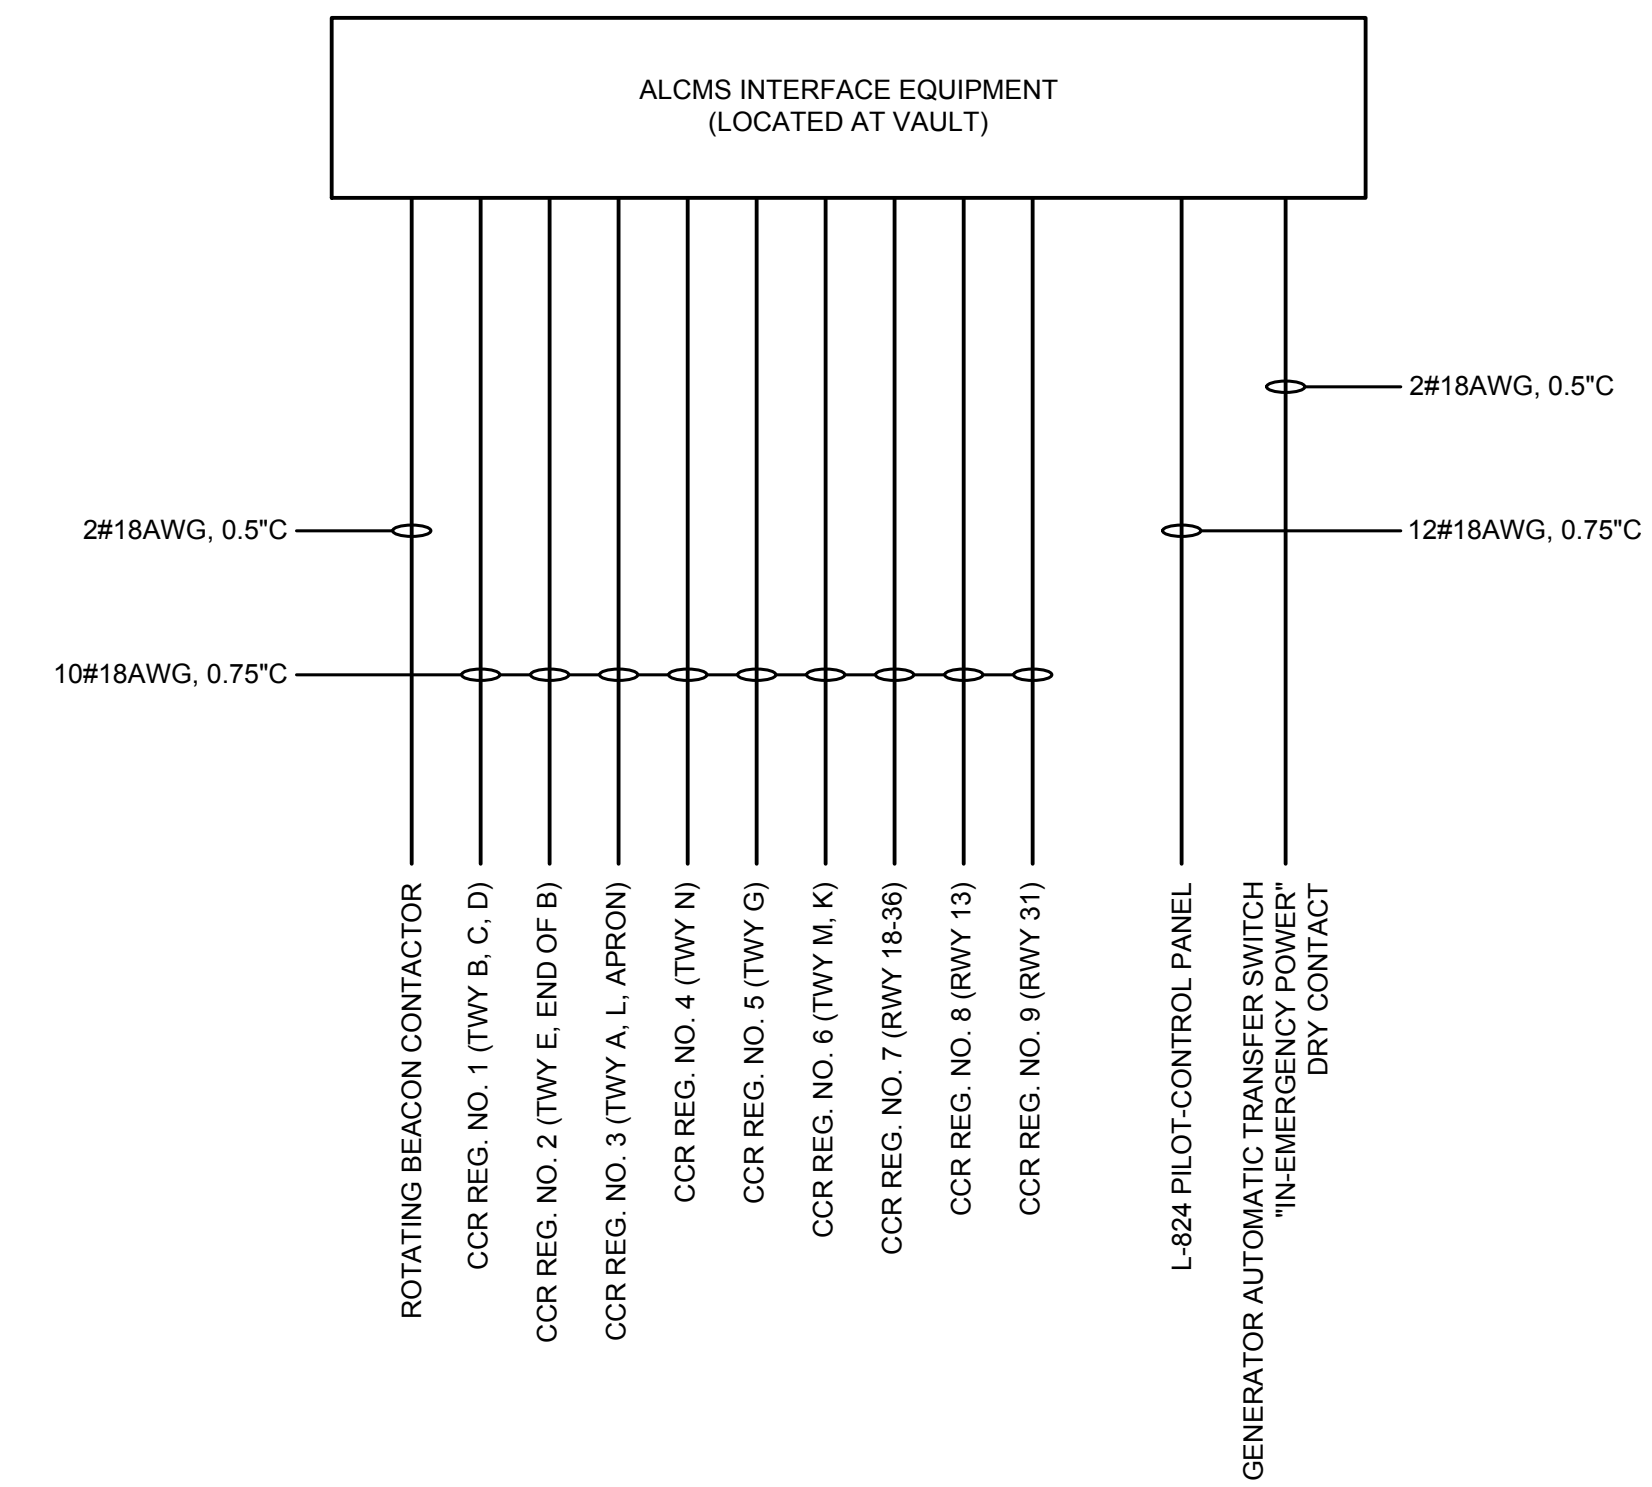 ALCMS INTERFACE EQUIPMENT
(LOCATED AT VAULT)
2#18AWG, 0.5"C
2#18AWG, 0.5"C
12#18AWG, 0.75"C
10#18AWG, 0.75"C
ROTATING BEACON CONTACTOR
CCR REG. NO. 1 (TWY B, C, D)
CCR REG. NO. 2 (TWY E, END OF B)
CCR REG. NO. 3 (TWY A, L, APRON)
CCR REG. NO. 4 (TWY N)
CCR REG. NO. 5 (TWY G)
CCR REG. NO. 6 (TWY M, K)
CCR REG. NO. 7 (RWY 18-36)
CCR REG. NO. 8 (RWY 13)
CCR REG. NO. 9 (RWY 31)
L-824 PILOT-CONTROL PANEL
GENERATOR AUTOMATIC TRANSFER SWITCH
"IN-EMERGENCY POWER"
DRY CONTACT